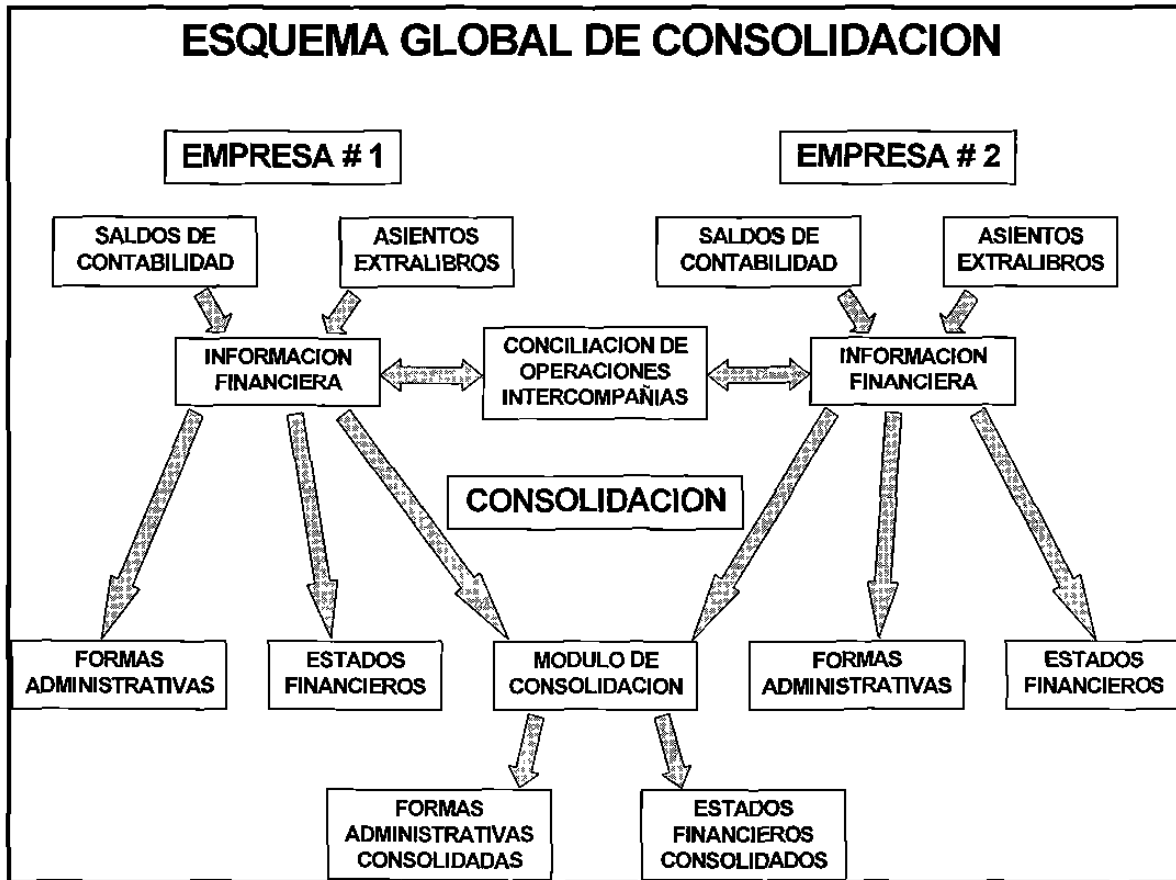 ESQUEMA GLOBAL DE CONSOLIDACION
EMPRESA # 1
EMPRESA # 2
SALDOS DE
CONTABILIDAD
ASIENTOS
EXTRALIBROS
SALDOS DE
CONTABILIDAD
ASIENTOS
EXTRALIBROS
INFORMACION
FINANCIERA
CONCILIACION DE
OPERACIONES
INTERCOMPAÑIAS
INFORMACION
FINANCIERA
CONSOLIDACION
FORMAS
ADMINISTRATIVAS
ESTADOS
FINANCIEROS
MODULO DE
CONSOLIDACION
FORMAS
ADMINISTRATIVAS
ESTADOS
FINANCIEROS
FORMAS
ADMINISTRATIVAS
CONSOLIDADAS
ESTADOS
FINANCIEROS
CONSOLIDADOS